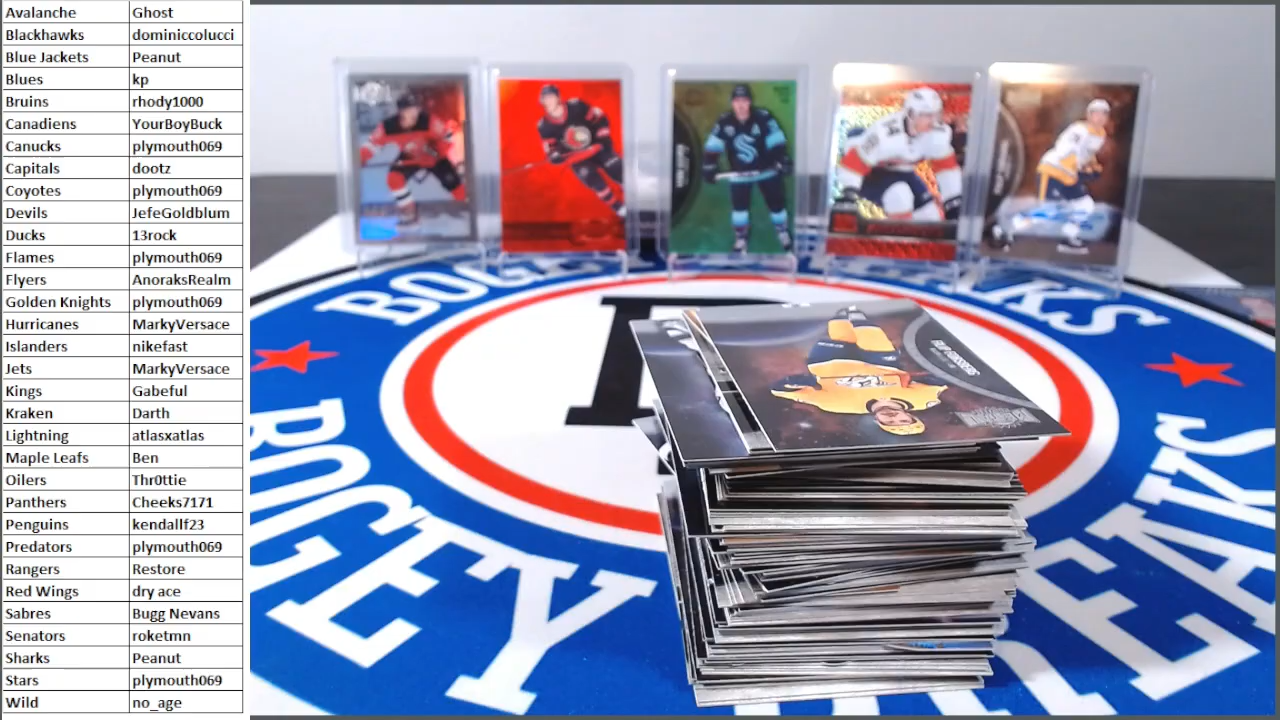 Avalanche Ghost
Blackhawks dominiccolucci
Blue Jackets Peanut
Blues kp
Bruins rhody1000
Canadiens YourBoyBuck
Canucks plymouth069
Capitals dootz
Coyotes plymouth069
Devils JefeGoldblum
Ducks 13rock
Flames plymouth069
Flyers AnoraksRealm
Golden Knights plymouth069
Hurricanes MarkyVersace
Islanders nikefast
Jets MarkyVersace
Kings Gabeful
Kraken Darth
Lightning atlasxatlas
Maple Leafs Ben
Oilers Thr0ttie
Panthers Cheeks7171
Penguins kendallf23
Predators plymouth069
Rangers Restore
Red Wings dry ace
Sabres Bugg Nevans
Senators roketmn
Sharks Peanut
Stars plymouth069
Wild no_age
BOGEY